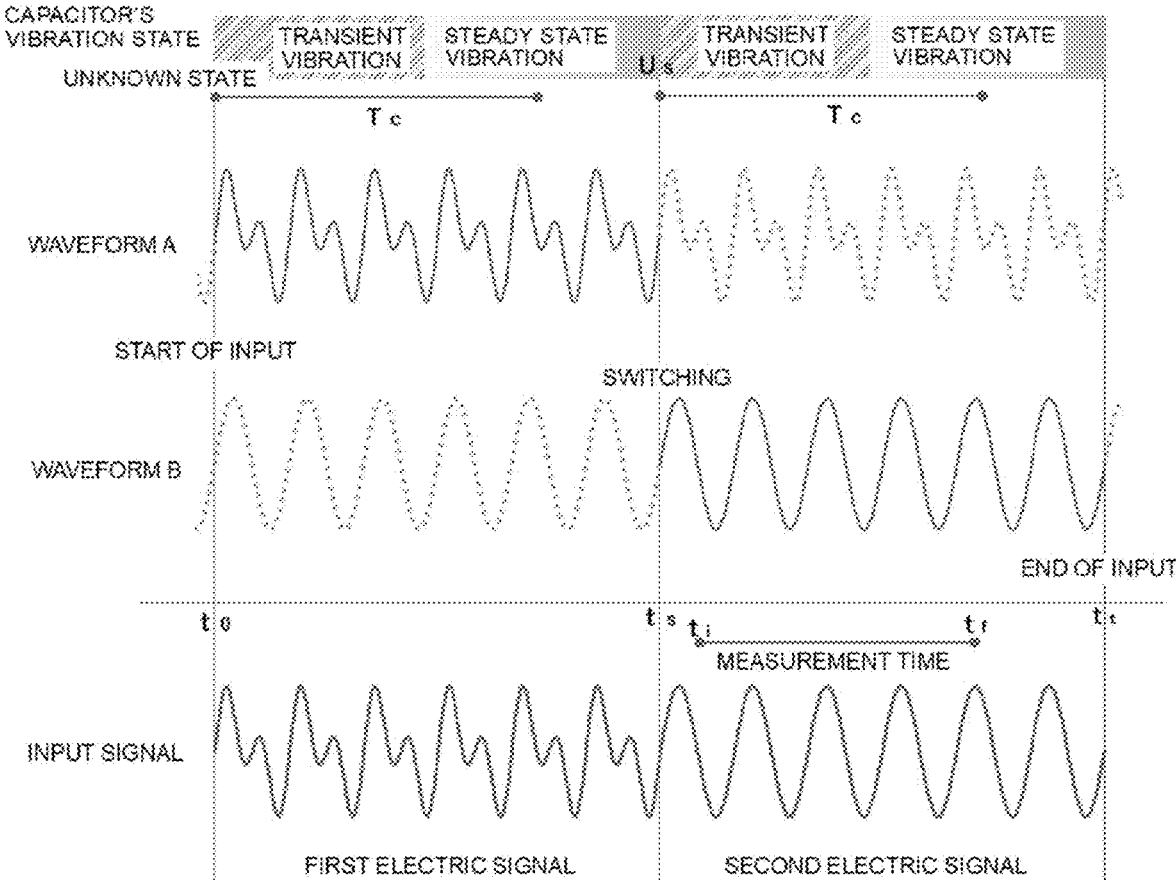 CAPACITOR'S
VIBRATION STATE
TRANSIENT
VIBRATION
STEADY STATE
VIBRATION
TRANSIENT
VIBRATION
STEADY STATE
VIBRATION
UNKNOWN STATE
Us
Tc
Tc
WAVEFORM A
START OF INPUT
SWITCHING
WAVEFORM B
END OF INPUT
t0
ts
ti
tf
tt
MEASUREMENT TIME
INPUT SIGNAL
FIRST ELECTRIC SIGNAL
SECOND ELECTRIC SIGNAL